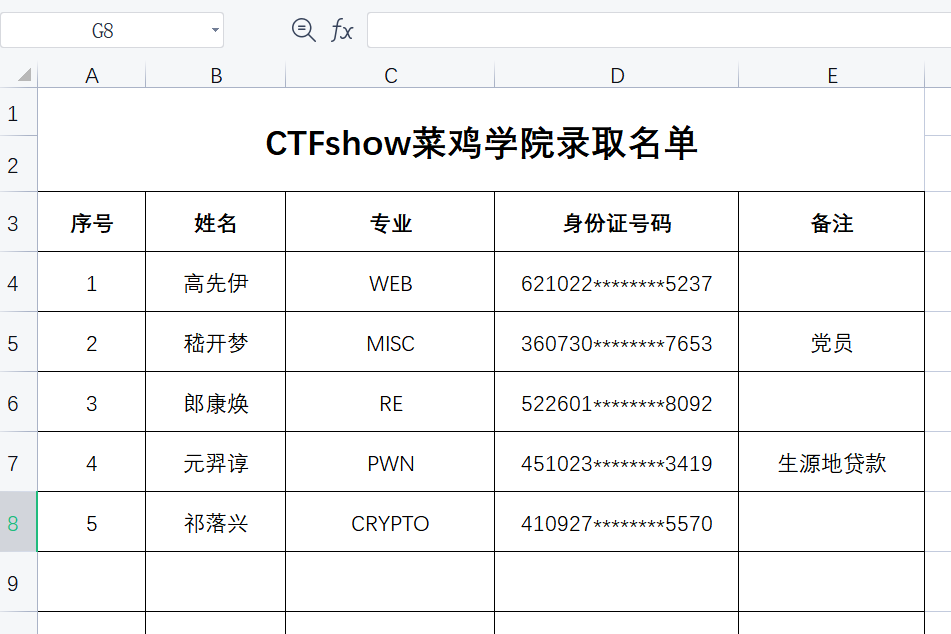 G8 fx
A B C D E
1
CTFshow菜鸡学院录取名单
2
3 序号 姓名 专业 身份证号码 备注
4 1 高先伊 WEB 621022********5237
5 2 嵇开梦 MISC 360730********7653 党员
6 3 郎康焕 RE 522601********8092
7 4 元羿谆 PWN 451023********3419 生源地贷款
8 5 祁落兴 CRYPTO 410927********5570
9